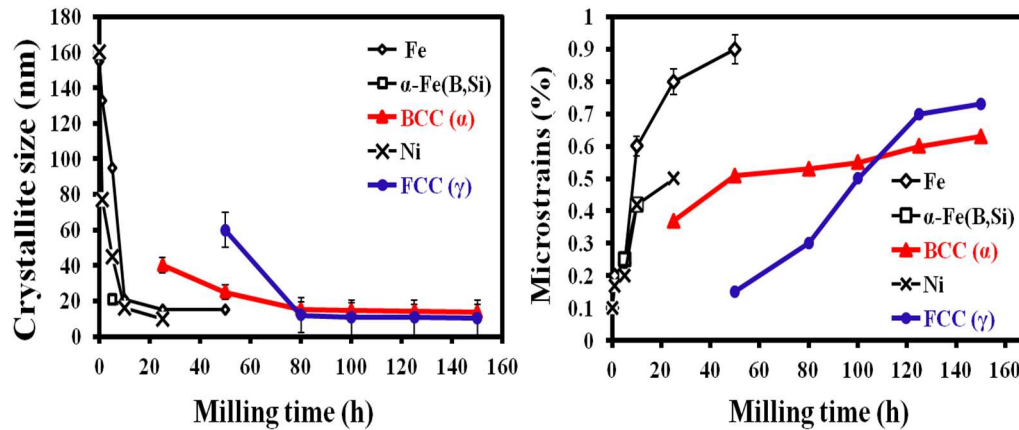 Crystallite size (nm)
180
160
140
120
100
80
60
40
20
0
0 20 40 60 80 100 120 140 160
Milling time (h)
Fe
α-Fe(B,Si)
BCC (α)
Ni
FCC (γ)
Microstrains (%)
1
0.9
0.8
0.7
0.6
0.5
0.4
0.3
0.2
0.1
0
0 20 40 60 80 100 120 140 160
Milling time (h)
Fe
α-Fe(B,Si)
BCC (α)
Ni
FCC (γ)